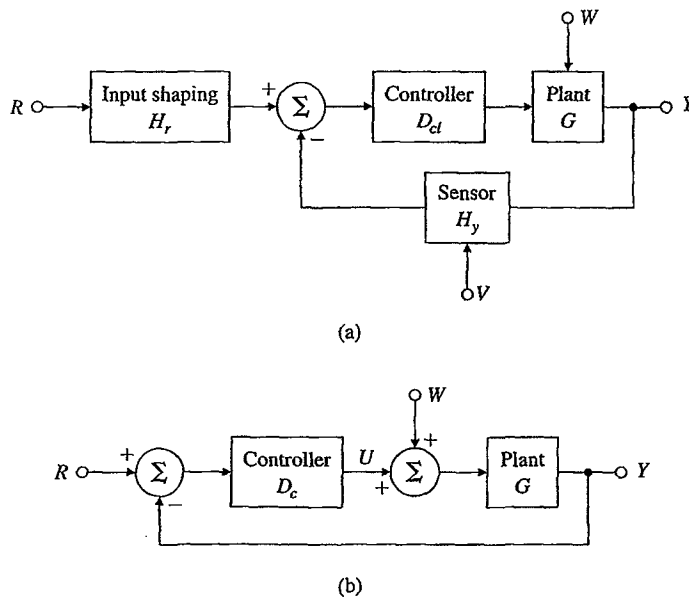 W
R
Input shaping
H_r
+
Σ
−
Controller
D_cl
Plant
G
Y
Sensor
H_y
V
(a)
W
R
+
Σ
−
Controller
D_c
U
+
+
Σ
Plant
G
Y
(b)